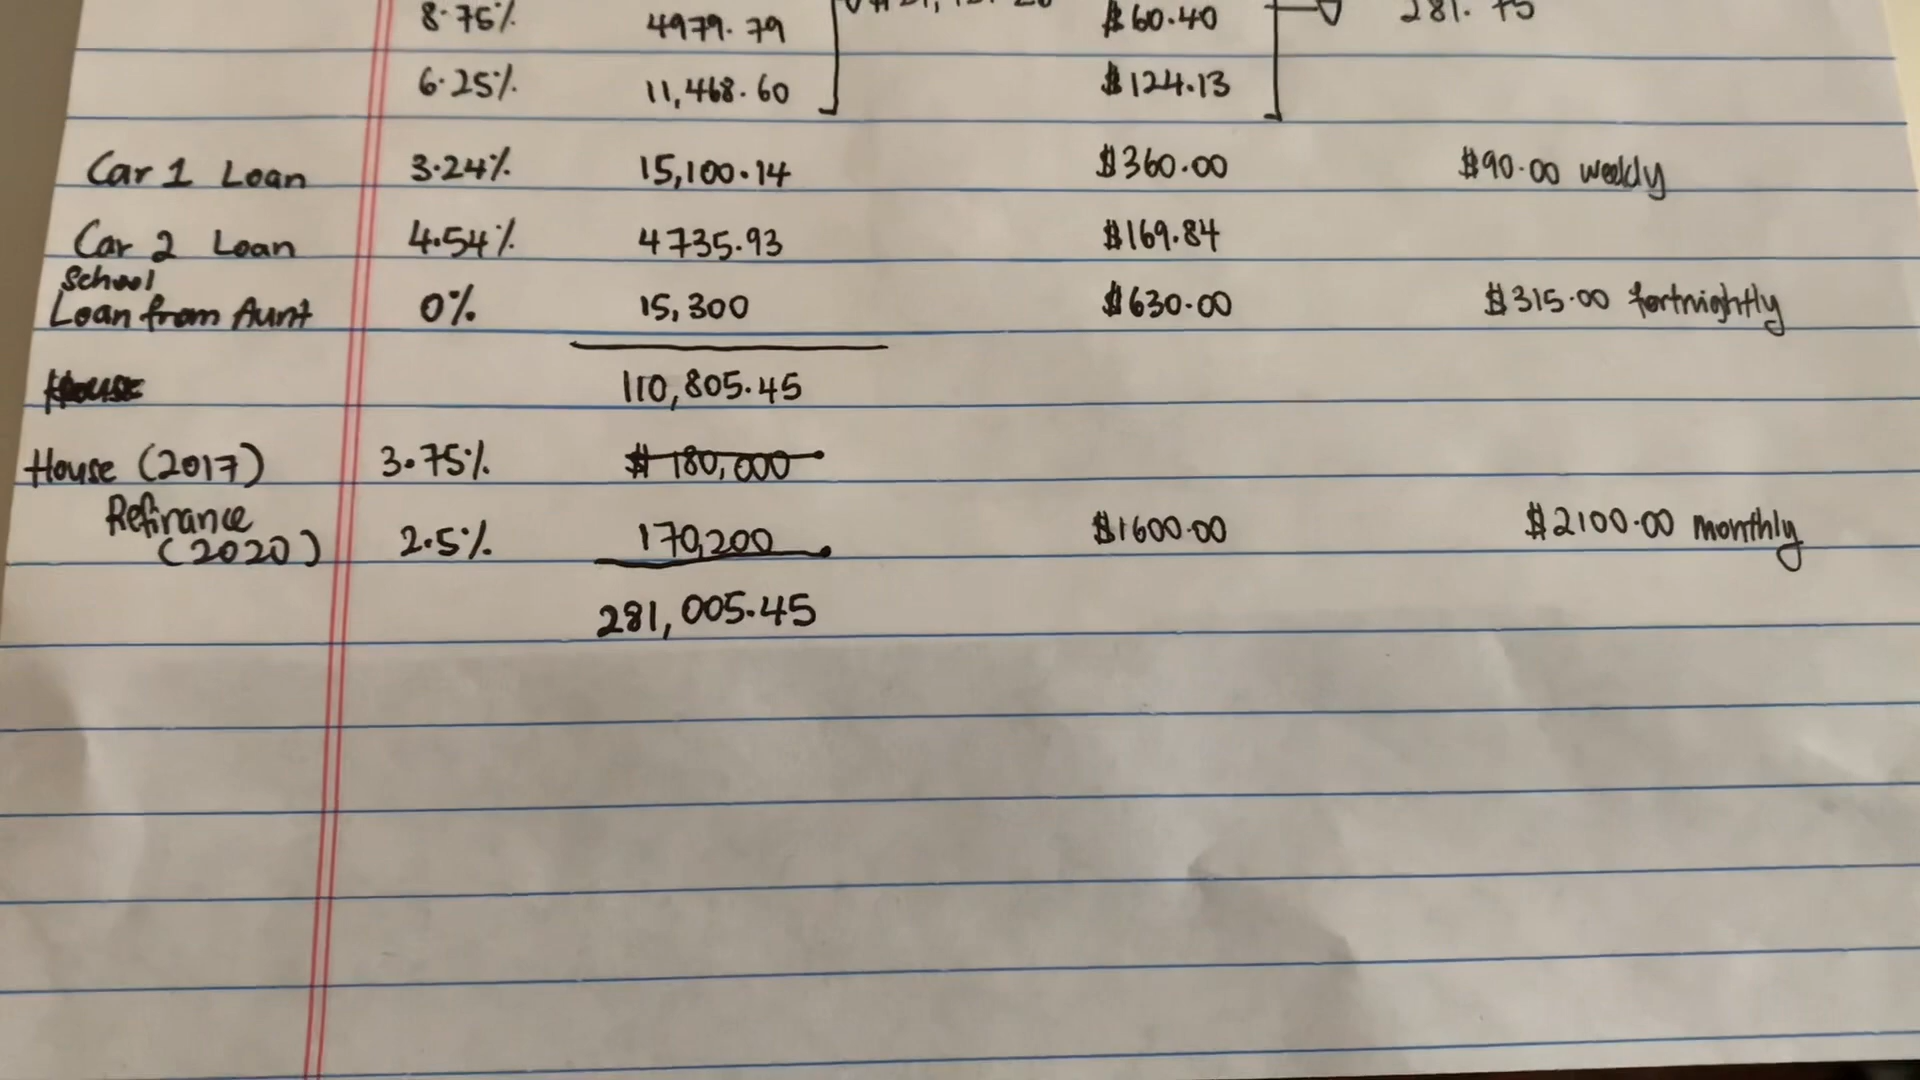 8.75% 4979.79 $60.40 281.75
6.25% 11,468.60 $124.13
Car 1 Loan 3.24% 15,100.14 $360.00 $90.00 weekly
Car 2 Loan 4.54% 4735.93 $169.84
School
Loan from Aunt 0% 15,300 $630.00 $315.00 fortnightly
House 110,805.45
House (2017) 3.75% $180,000
Refinance
(2020) 2.5% 170,200 $1600.00 $2100.00 monthly
281,005.45